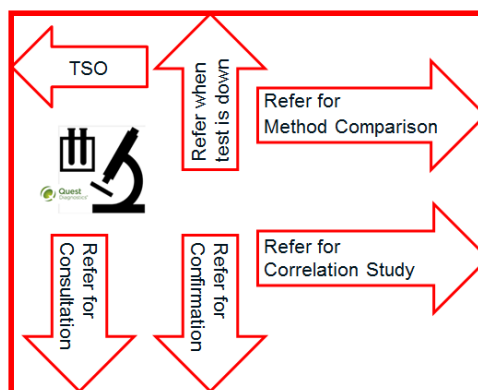 TSO
Refer when
test is down
Refer for
Method Comparison
Quest
Diagnostics®
Refer for
Consultation
Refer for
Confirmation
Refer for
Correlation Study